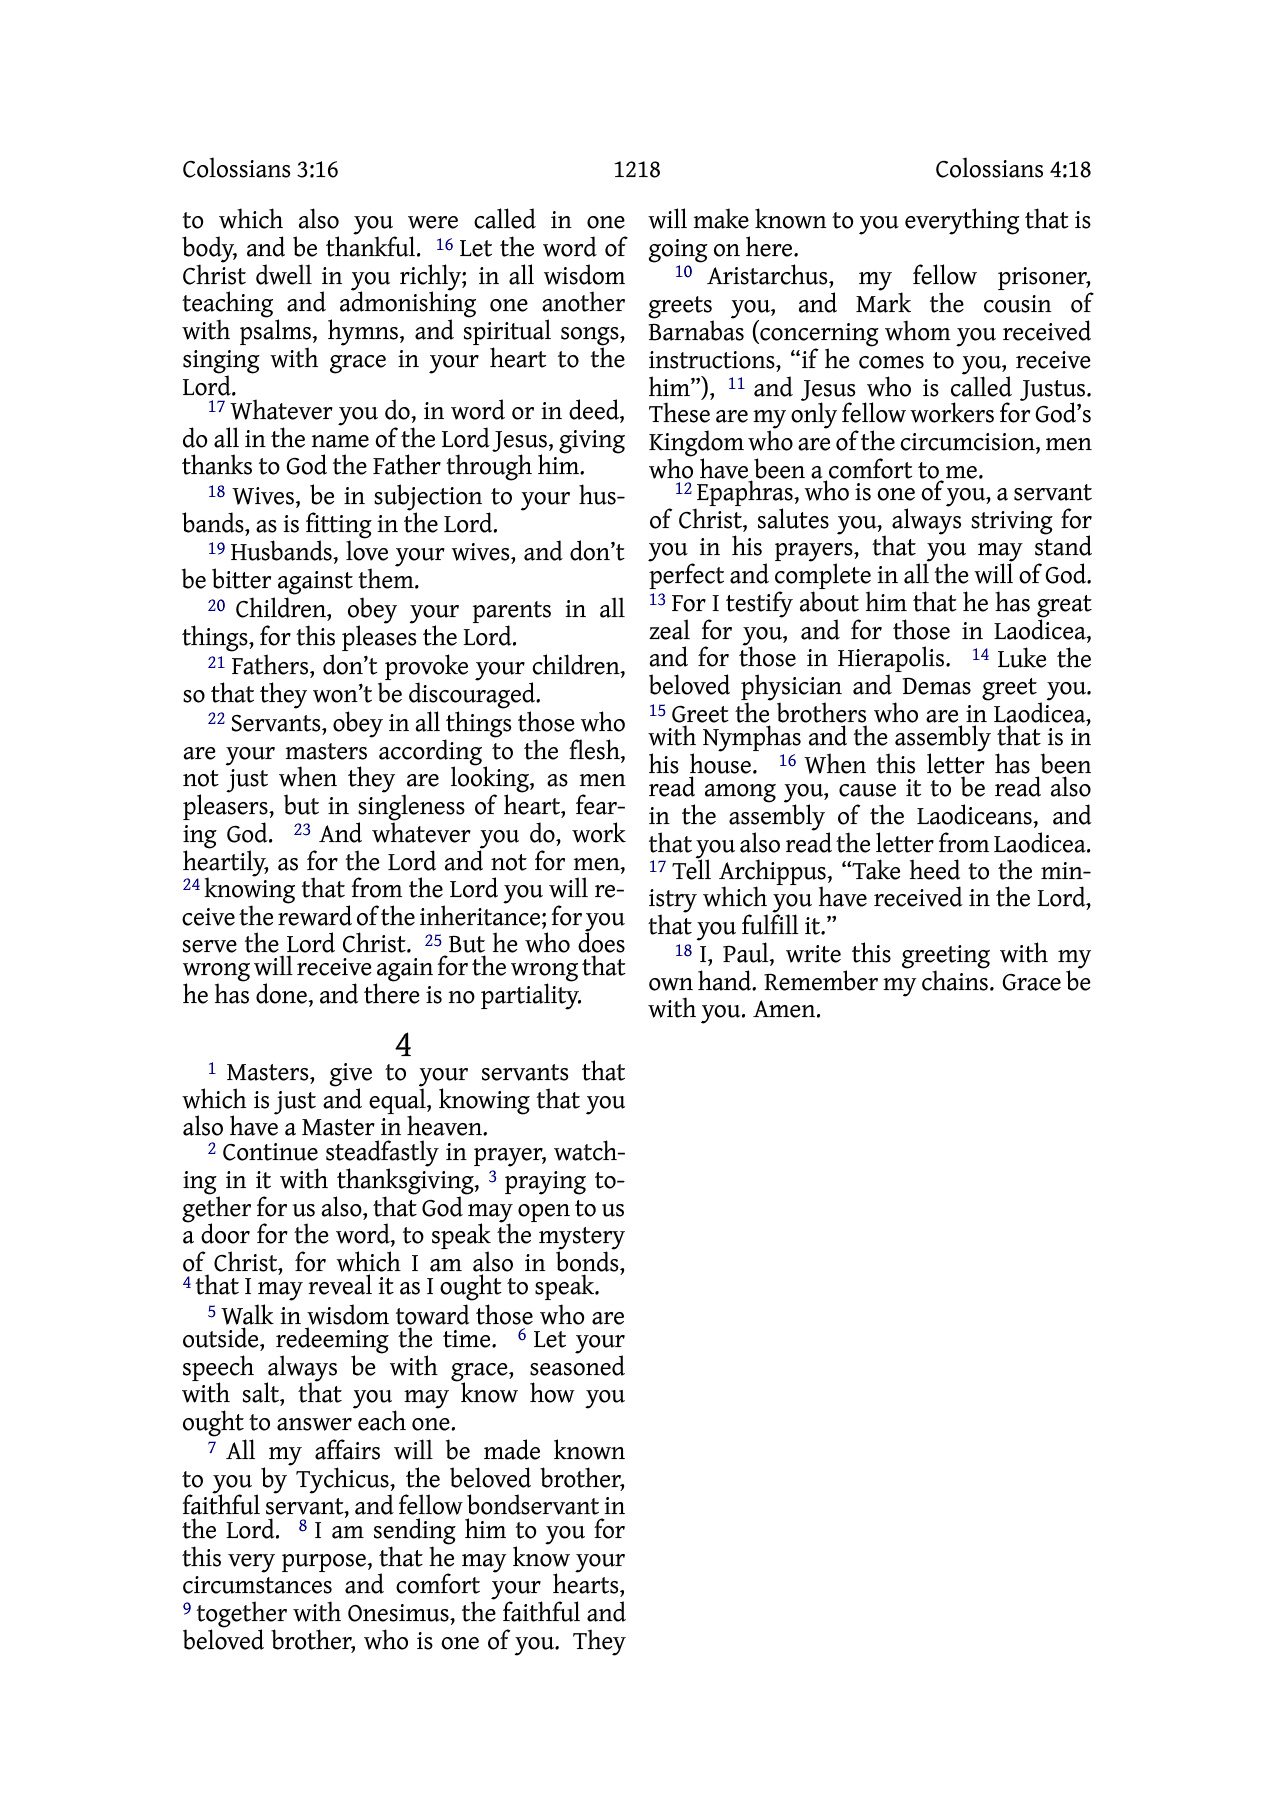 Colossians 3:16 1218 Colossians 4:18
to which also you were called in one
body, and be thankful. 16 Let the word of
Christ dwell in you richly; in all wisdom
teaching and admonishing one another
with psalms, hymns, and spiritual songs,
singing with grace in your heart to the
Lord.
17 Whatever you do, in word or in deed,
do all in the name of the Lord Jesus, giving
thanks to God the Father through him.
18 Wives, be in subjection to your hus-
bands, as is fitting in the Lord.
19 Husbands, love your wives, and don’t
be bitter against them.
20 Children, obey your parents in all
things, for this pleases the Lord.
21 Fathers, don’t provoke your children,
so that they won’t be discouraged.
22 Servants, obey in all things those who
are your masters according to the flesh,
not just when they are looking, as men
pleasers, but in singleness of heart, fear-
ing God. 23 And whatever you do, work
heartily, as for the Lord and not for men,
24 knowing that from the Lord you will re-
ceive the reward of the inheritance; for you
serve the Lord Christ. 25 But he who does
wrong will receive again for the wrong that
he has done, and there is no partiality.
4
1 Masters, give to your servants that
which is just and equal, knowing that you
also have a Master in heaven.
2 Continue steadfastly in prayer, watch-
ing in it with thanksgiving, 3 praying to-
gether for us also, that God may open to us
a door for the word, to speak the mystery
of Christ, for which I am also in bonds,
4 that I may reveal it as I ought to speak.
5 Walk in wisdom toward those who are
outside, redeeming the time. 6 Let your
speech always be with grace, seasoned
with salt, that you may know how you
ought to answer each one.
7 All my affairs will be made known
to you by Tychicus, the beloved brother,
faithful servant, and fellow bondservant in
the Lord. 8 I am sending him to you for
this very purpose, that he may know your
circumstances and comfort your hearts,
9 together with Onesimus, the faithful and
beloved brother, who is one of you. They
will make known to you everything that is
going on here.
10 Aristarchus, my fellow prisoner,
greets you, and Mark the cousin of
Barnabas (concerning whom you received
instructions, “if he comes to you, receive
him”), 11 and Jesus who is called Justus.
These are my only fellow workers for God’s
Kingdom who are of the circumcision, men
who have been a comfort to me.
12 Epaphras, who is one of you, a servant
of Christ, salutes you, always striving for
you in his prayers, that you may stand
perfect and complete in all the will of God.
13 For I testify about him that he has great
zeal for you, and for those in Laodicea,
and for those in Hierapolis. 14 Luke the
beloved physician and Demas greet you.
15 Greet the brothers who are in Laodicea,
with Nymphas and the assembly that is in
his house. 16 When this letter has been
read among you, cause it to be read also
in the assembly of the Laodiceans, and
that you also read the letter from Laodicea.
17 Tell Archippus, “Take heed to the min-
istry which you have received in the Lord,
that you fulfill it.”
18 I, Paul, write this greeting with my
own hand. Remember my chains. Grace be
with you. Amen.